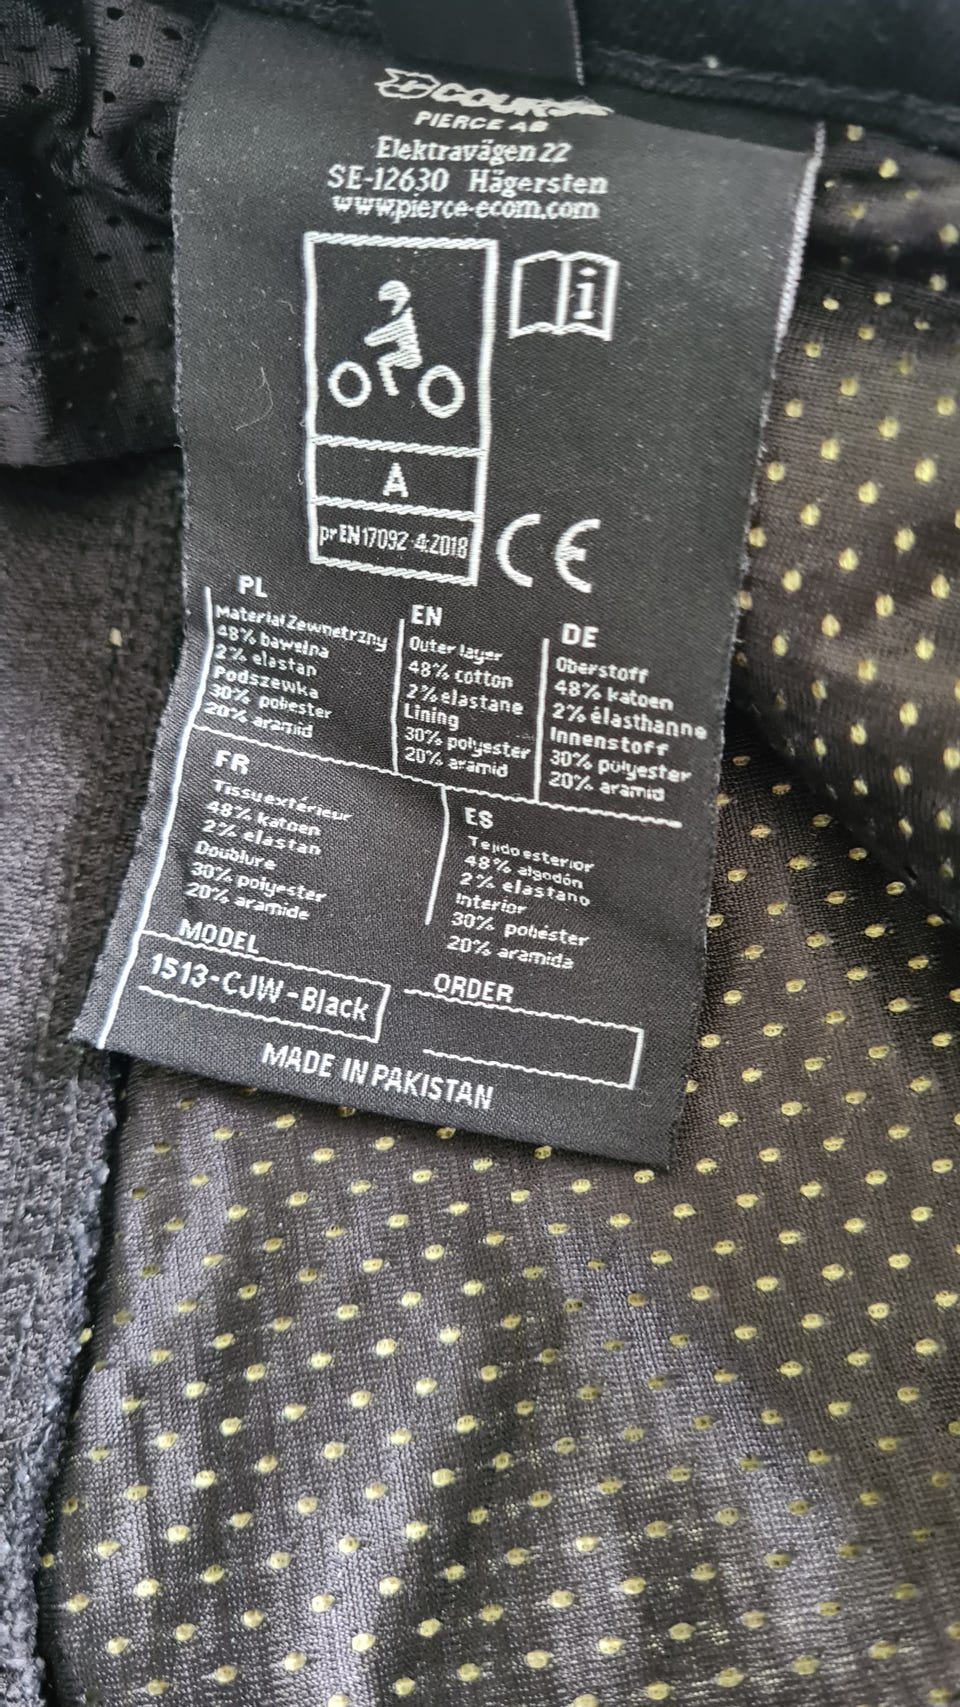 COURSE
PIERCE AB
Elektravägen 22
SE-12630 Hägersten
www.pierce-ecom.com
i
A
prEN17092-4:2018
CE
PL
Materiał Zewnetrzny
48% bawełna
2% elastan
Podszewka
30% poliester
20% aramid
EN
Outer layer
48% cotton
2% elastane
Lining
30% polyester
20% aramid
DE
Oberstoff
48% katoen
2% élasthanne
Innenstoff
30% polyester
20% aramid
FR
Tissu extérieur
48% katoen
2% elastan
Doublure
30% polyester
20% aramide
ES
Tejido esterior
48% algodón
2% elastano
Interior
30% poliéster
20% aramida
MODEL
1513-CJW-Black
ORDER
MADE IN PAKISTAN